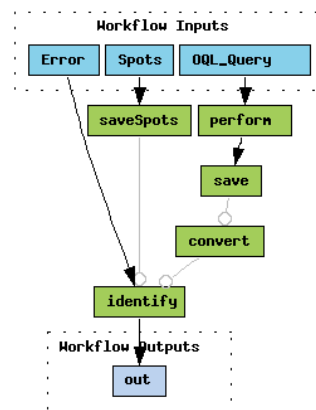 Workflow Inputs
Error Spots OQL_Query
saveSpots perform
save
convert
identify
Workflow Outputs
out